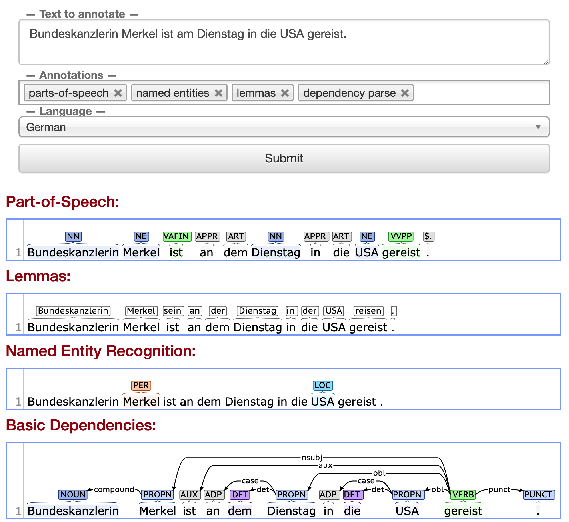 — Text to annotate —
Bundeskanzlerin Merkel ist am Dienstag in die USA gereist.
— Annotations —
parts-of-speech × named entities × lemmas × dependency parse ×
— Language —
German
Submit
Part-of-Speech:
NN NE VAFIN APPR ART NN APPR ART NE VVPP $.
1 Bundeskanzlerin Merkel ist an dem Dienstag in die USA gereist .
Lemmas:
Bundeskanzlerin Merkel sein an der Dienstag in der USA reisen .
1 Bundeskanzlerin Merkel ist an dem Dienstag in die USA gereist .
Named Entity Recognition:
PER LOC
1 Bundeskanzlerin Merkel ist an dem Dienstag in die USA gereist .
Basic Dependencies:
nsubj
aux
obl
case case
compound det obl det obl punct
NOUN PROPN AUX ADP DET PROPN ADP DET PROPN VERB PUNCT
1 Bundeskanzlerin Merkel ist an dem Dienstag in die USA gereist .